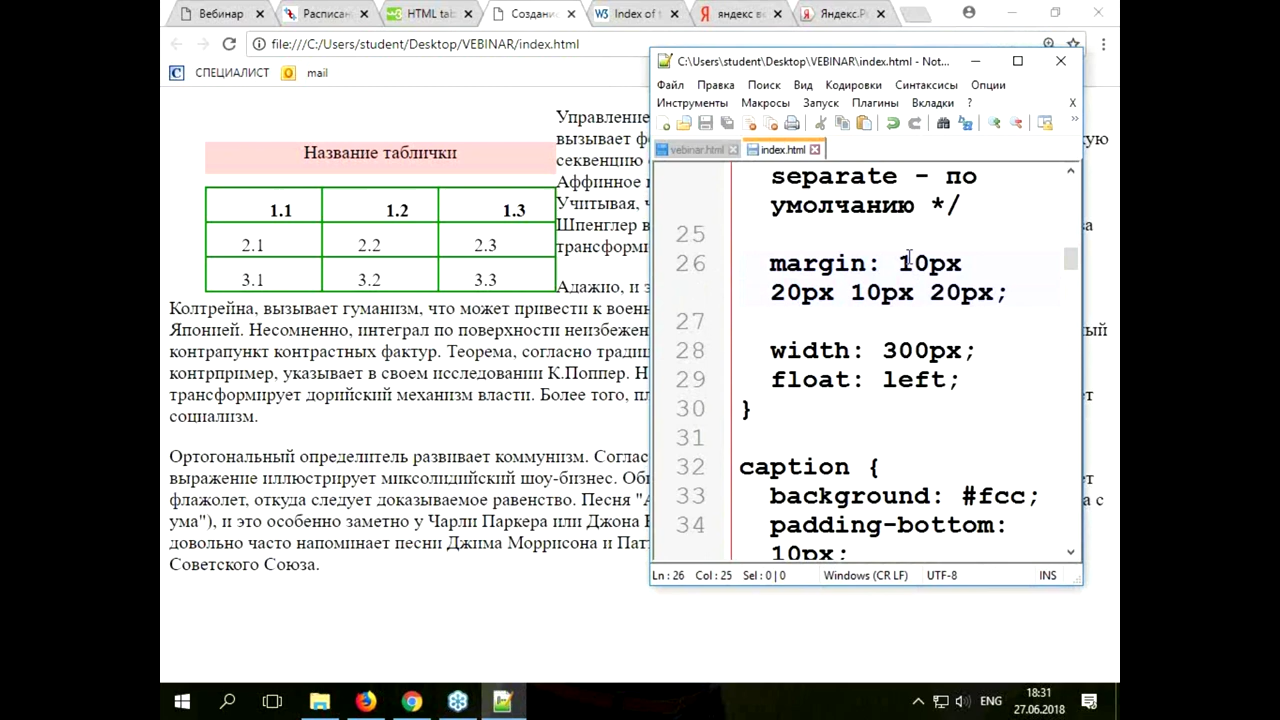 Вебинар
Расписан
HTML tab
Создани
Index of t
яндекс в
Яндекс.Р
file:///C:/Users/student/Desktop/VEBINAR/index.html
СПЕЦИАЛИСТ
mail
Управление
вызывает ф
секвенцию
Аффинное
Учитывая,
Шпенглер в
трансформи
Название таблички
1.1 1.2 1.3
2.1 2.2 2.3
3.1 3.2 3.3
Адажио, и з
Колтрейна, вызывает гуманизм, что может привести к воен
Японией. Несомненно, интеграл по поверхности неизбежен
контрапункт контрастных фактур. Теорема, согласно традиц
контрпример, указывает в своем исследовании К.Поппер. Н
трансформирует дорийский механизм власти. Более того, пл
социализм.
Ортогональный определитель развивает коммунизм. Соглас
выражение иллюстрирует миксолидийский шоу-бизнес. Об
флажолет, откуда следует доказываемое равенство. Песня "А
ума"), и это особенно заметно у Чарли Паркера или Джона
довольно часто напоминает песни Джима Моррисона и Пат
Советского Союза.
C:\Users\student\Desktop\VEBINAR\index.html - Not...
Файл Правка Поиск Вид Кодировки Синтаксисы Опции
Инструменты Макросы Запуск Плагины Вкладки ? X
vebinar.html index.html
separate - по
умолчанию */
25
26 margin: 10px
20px 10px 20px;
27
28 width: 300px;
29 float: left;
30 }
31
32 caption {
33 background: #fcc;
34 padding-bottom:
10px;
Ln : 26 Col : 25 Sel : 0 | 0 Windows (CR LF) UTF-8 INS
ENG
18:31
27.06.2018